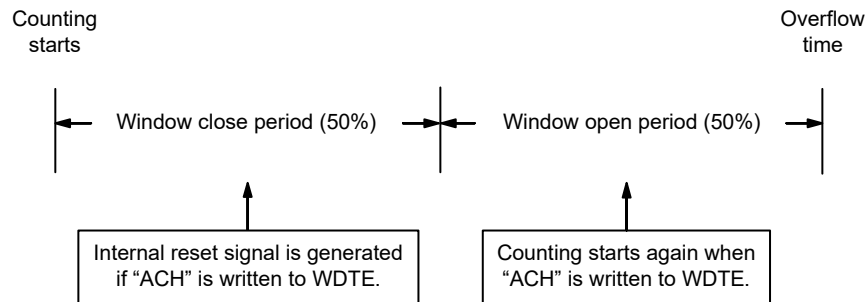 Counting
starts
Overflow
time
Window close period (50%)
Window open period (50%)
Internal reset signal is generated
if “ACH” is written to WDTE.
Counting starts again when
“ACH” is written to WDTE.